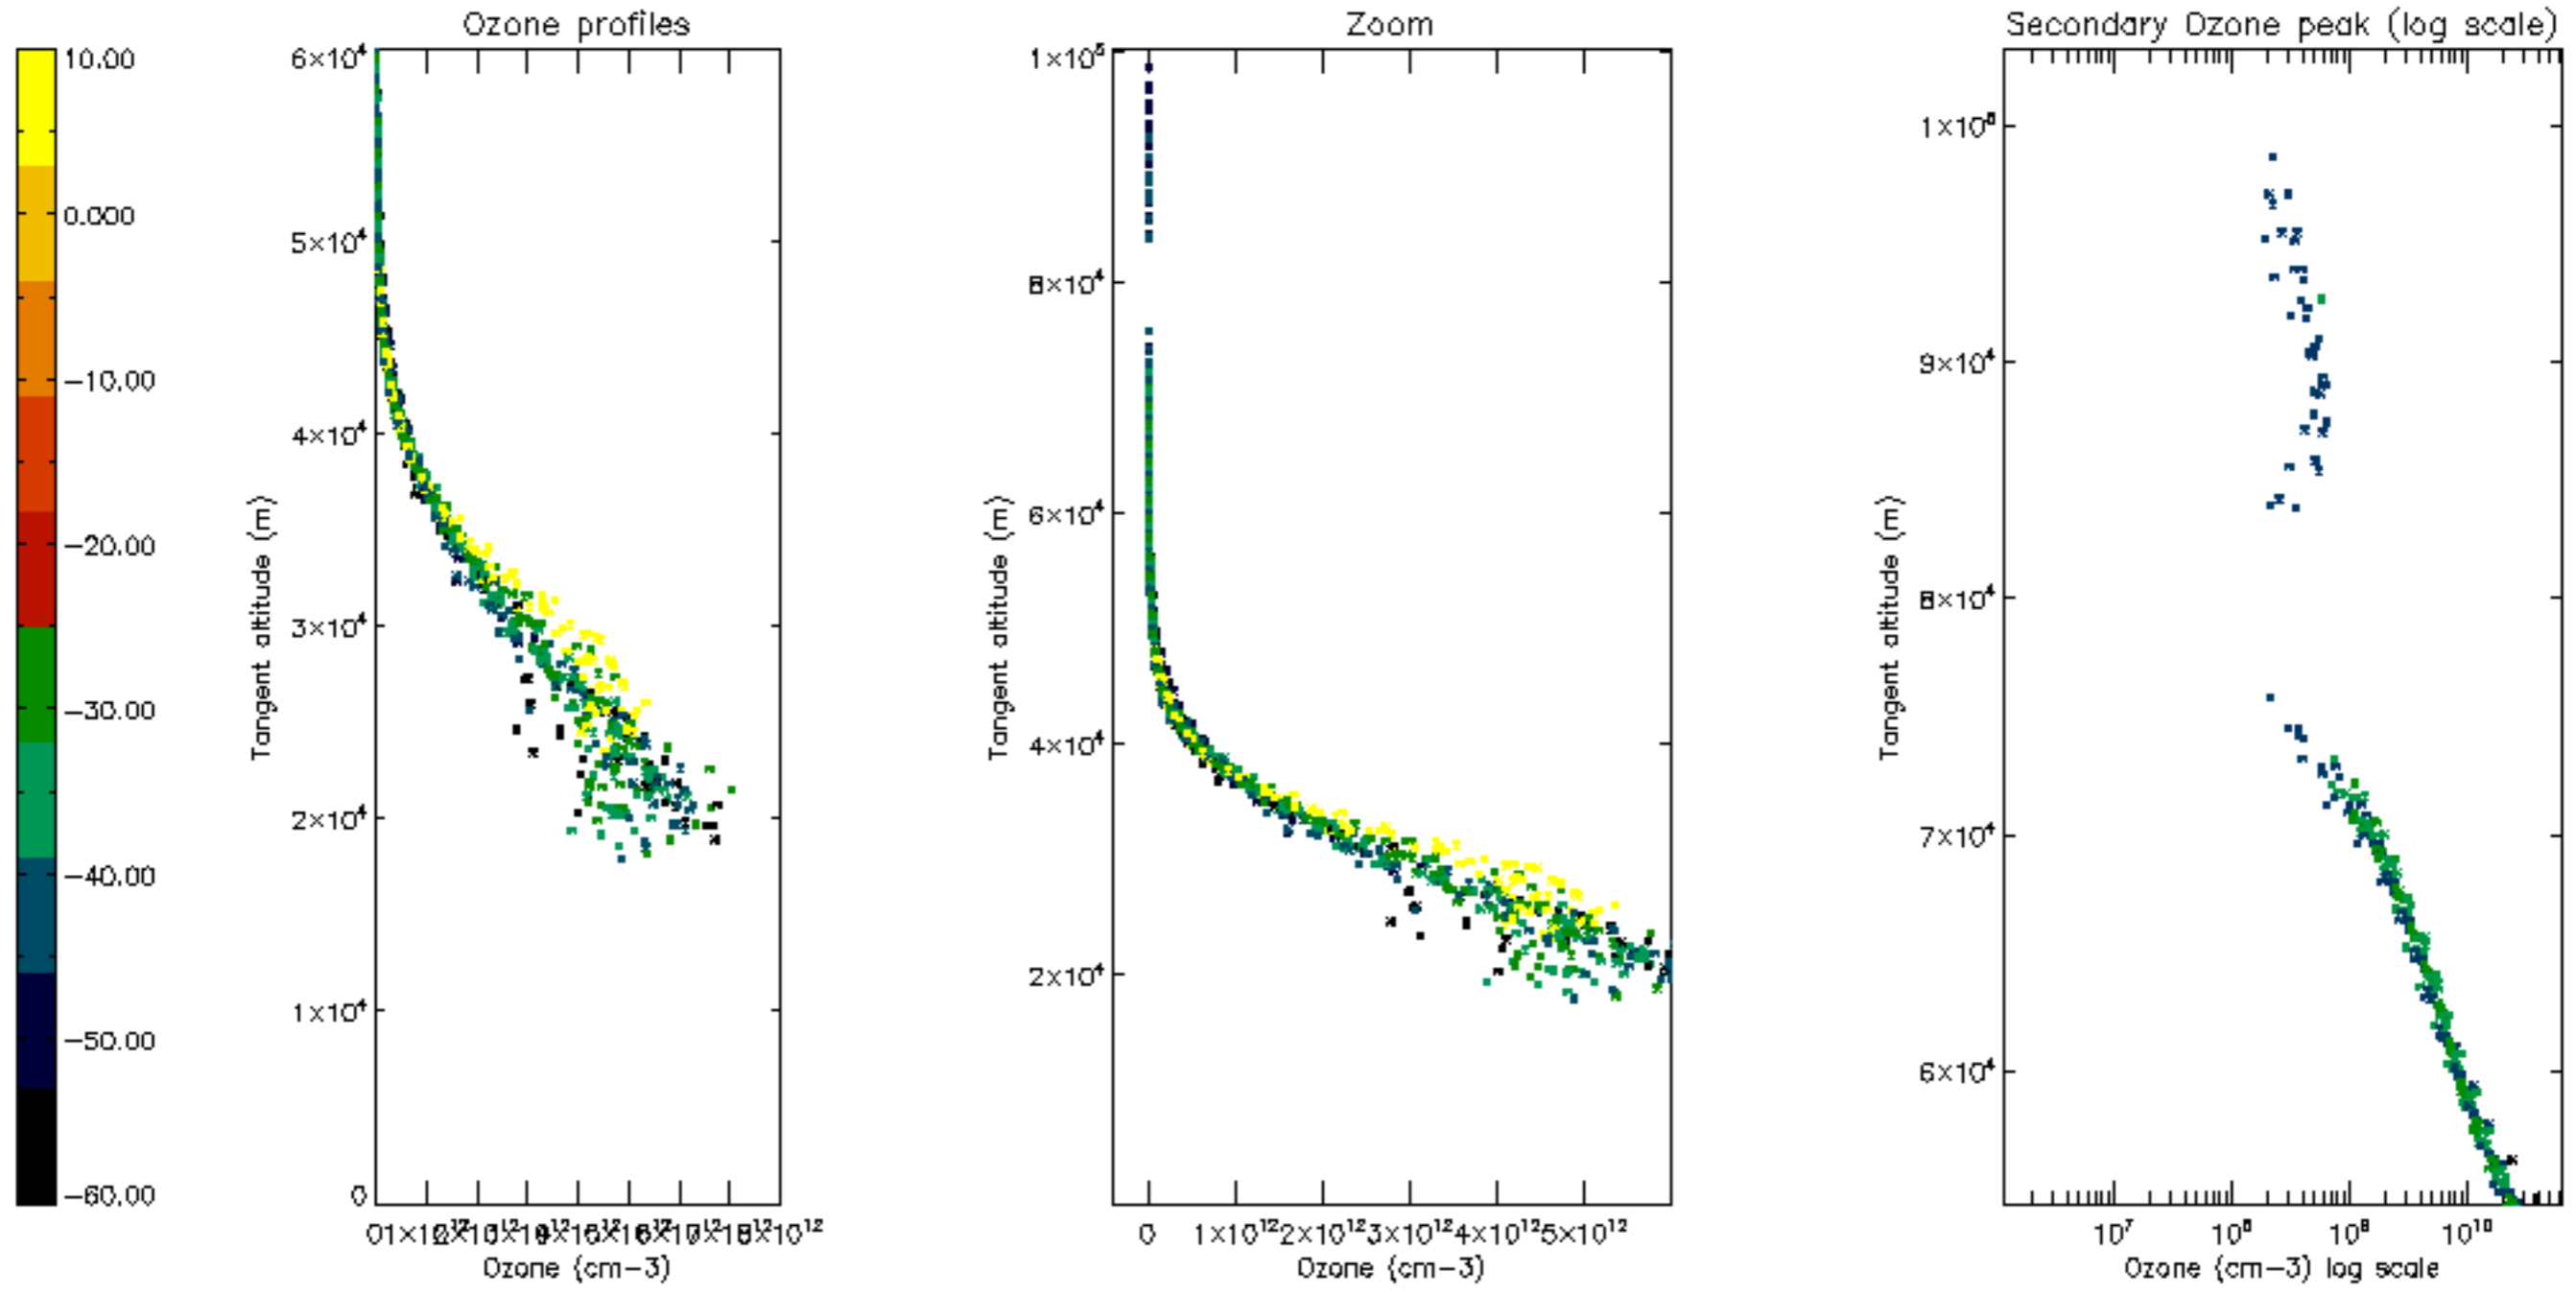 Ozone profiles
Zoom
Secondary Ozone peak (log scale)
10.00
0.000
−10.00
−20.00
−30.00
−40.00
−50.00
−60.00
6×10⁴
5×10⁴
4×10⁴
3×10⁴
2×10⁴
1×10⁴
0
Tangent altitude (m)
Ozone (cm−3)
1×10⁵
8×10⁴
6×10⁴
4×10⁴
2×10⁴
Tangent altitude (m)
0 1×10¹² 2×10¹² 3×10¹² 4×10¹² 5×10¹²
Ozone (cm−3)
1×10⁵
9×10⁴
8×10⁴
7×10⁴
6×10⁴
Tangent altitude (m)
10⁷ 10⁸ 10⁹ 10¹⁰
Ozone (cm−3) log scale